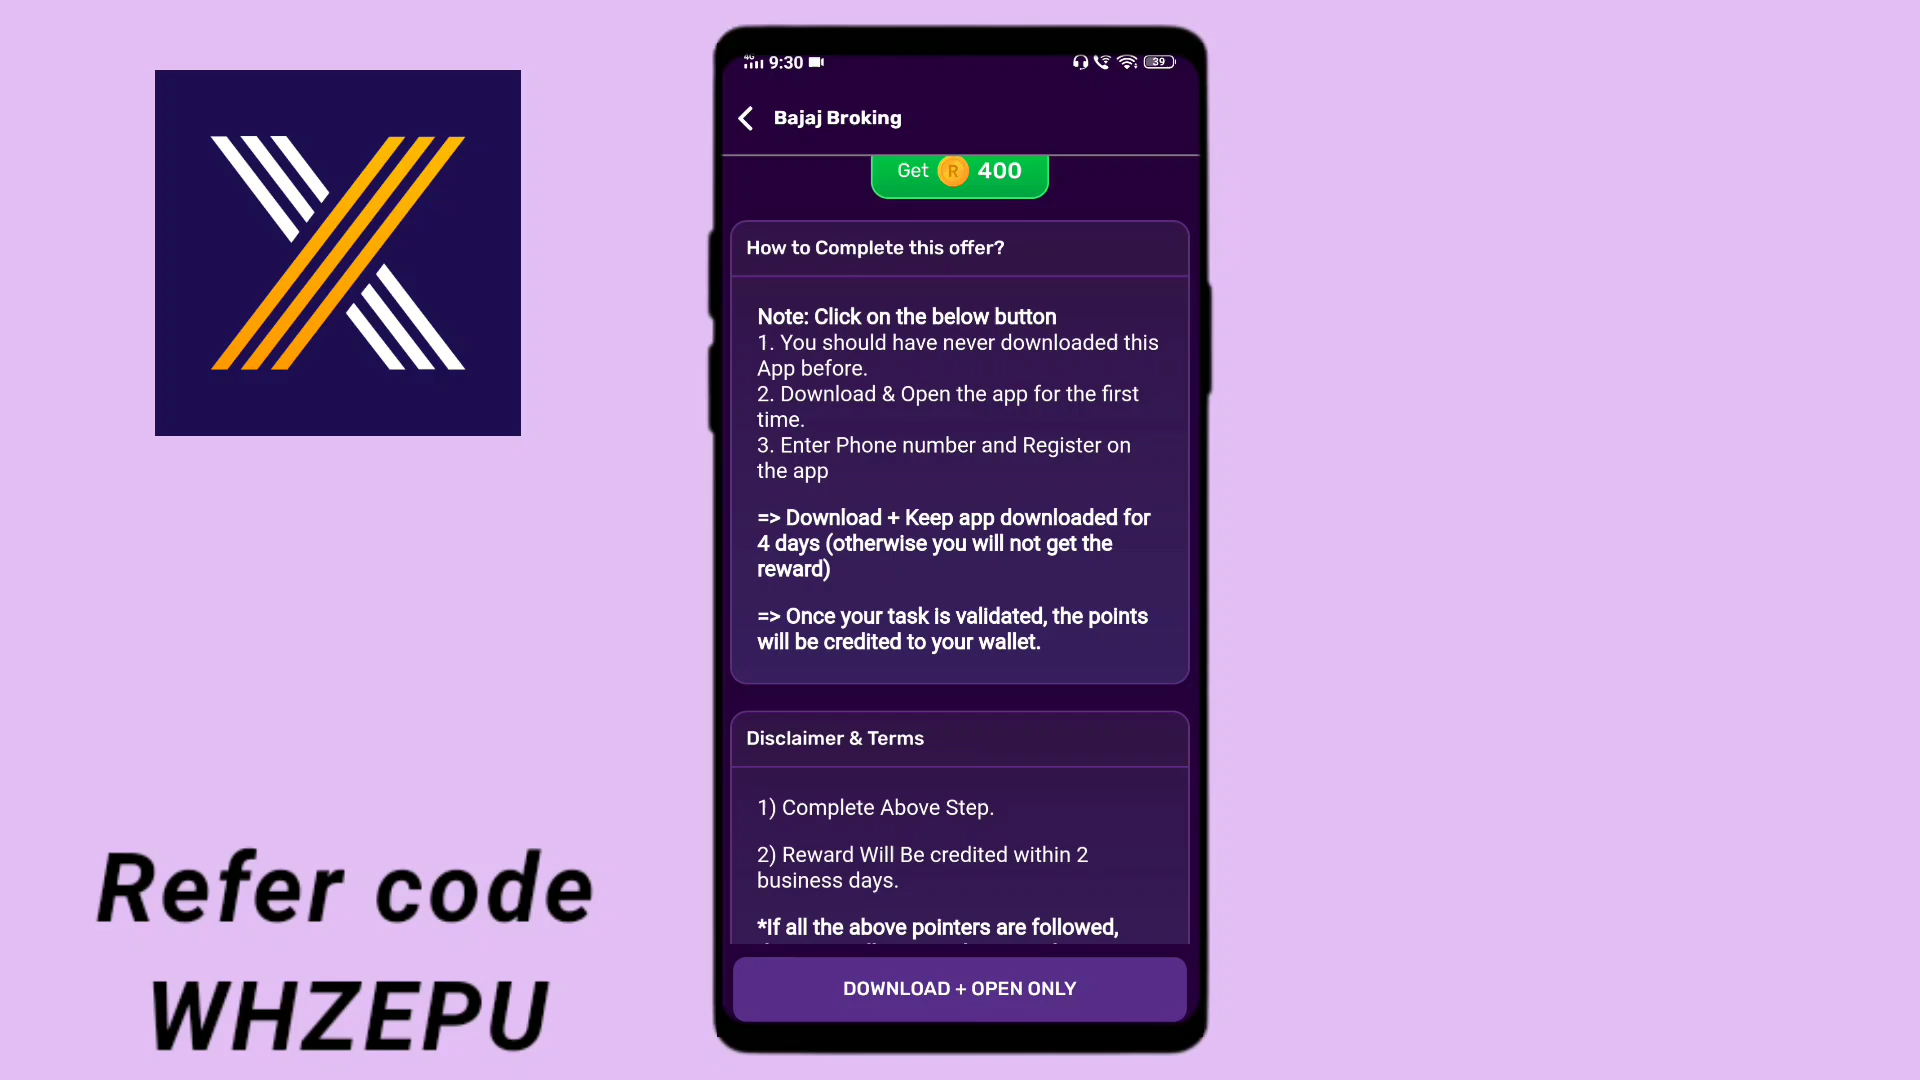 4G 9:30
39
Bajaj Broking
Get R 400
How to Complete this offer?
Note: Click on the below button
1. You should have never downloaded this
App before.
2. Download & Open the app for the first
time.
3. Enter Phone number and Register on
the app
=> Download + Keep app downloaded for
4 days (otherwise you will not get the
reward)
=> Once your task is validated, the points
will be credited to your wallet.
Disclaimer & Terms
1) Complete Above Step.
2) Reward Will Be credited within 2
business days.
*If all the above pointers are followed,
DOWNLOAD + OPEN ONLY
Refer code
WHZEPU